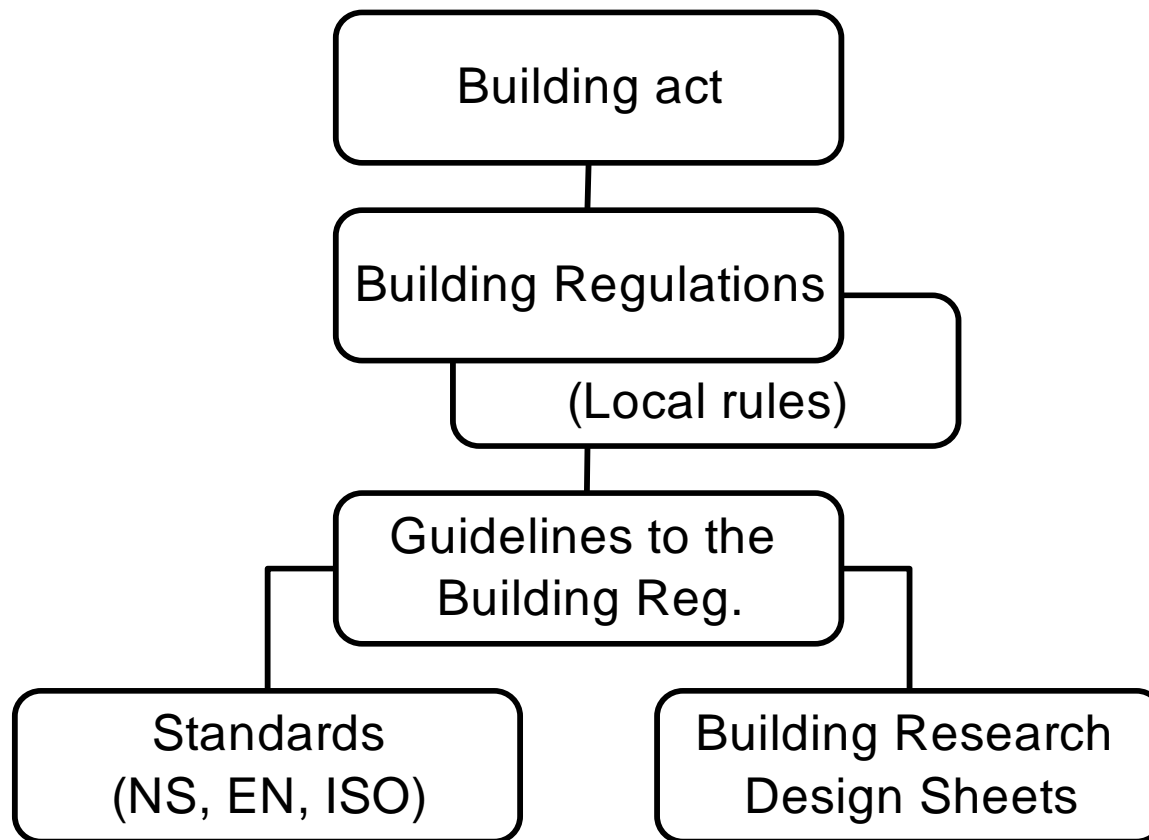 Building act
Building Regulations
(Local rules)
Guidelines to the
Building Reg.
Standards
(NS, EN, ISO)
Building Research
Design Sheets